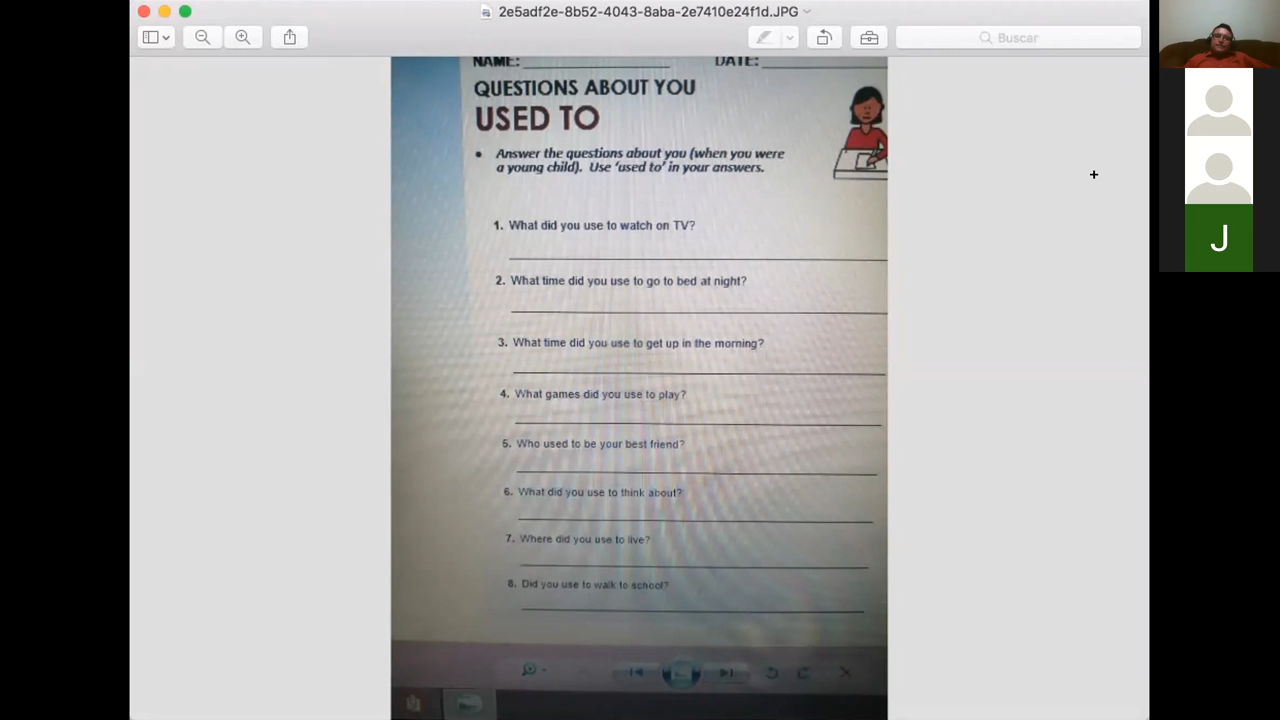 2e5adf2e-8b52-4043-8aba-2e7410e24f1d.JPG
Buscar
NAME: DATE:
QUESTIONS ABOUT YOU
USED TO
• Answer the questions about you (when you were
a young child). Use 'used to' in your answers.
1. What did you use to watch on TV?
2. What time did you use to go to bed at night?
3. What time did you use to get up in the morning?
4. What games did you use to play?
5. Who used to be your best friend?
6. What did you use to think about?
7. Where did you use to live?
8. Did you use to walk to school?
J